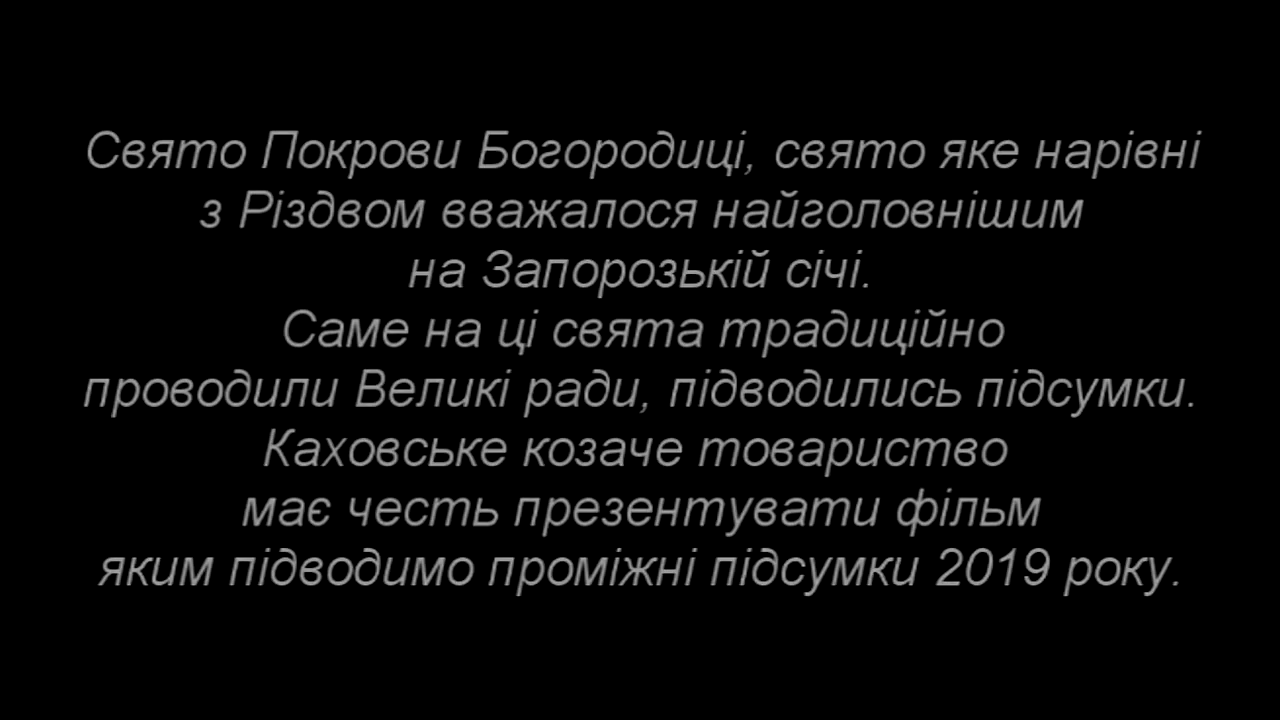 Свято Покрови Богородиці, свято яке нарівні
з Різдвом вважалося найголовнішим
на Запорозькій січі.
Саме на ці свята традиційно
проводили Великі ради, підводились підсумки.
Каховське козаче товариство
має честь презентувати фільм
яким підводимо проміжні підсумки 2019 року.